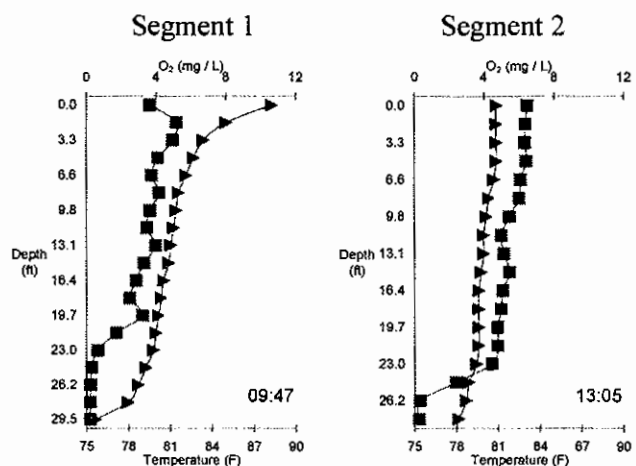 Segment 1
Segment 2
0 4 8 12
O₂ (mg / L)
0 4 8 12
O₂ (mg / L)
0.0
3.3
6.6
9.8
13.1
16.4
19.7
23.0
26.2
29.5
Depth
(ft)
09:47
75 78 81 84 87 90
Temperature (F)
0.0
3.3
6.6
9.8
13.1
16.4
19.7
23.0
26.2
Depth
(ft)
13:05
75 78 81 84 87 90
Temperature (F)